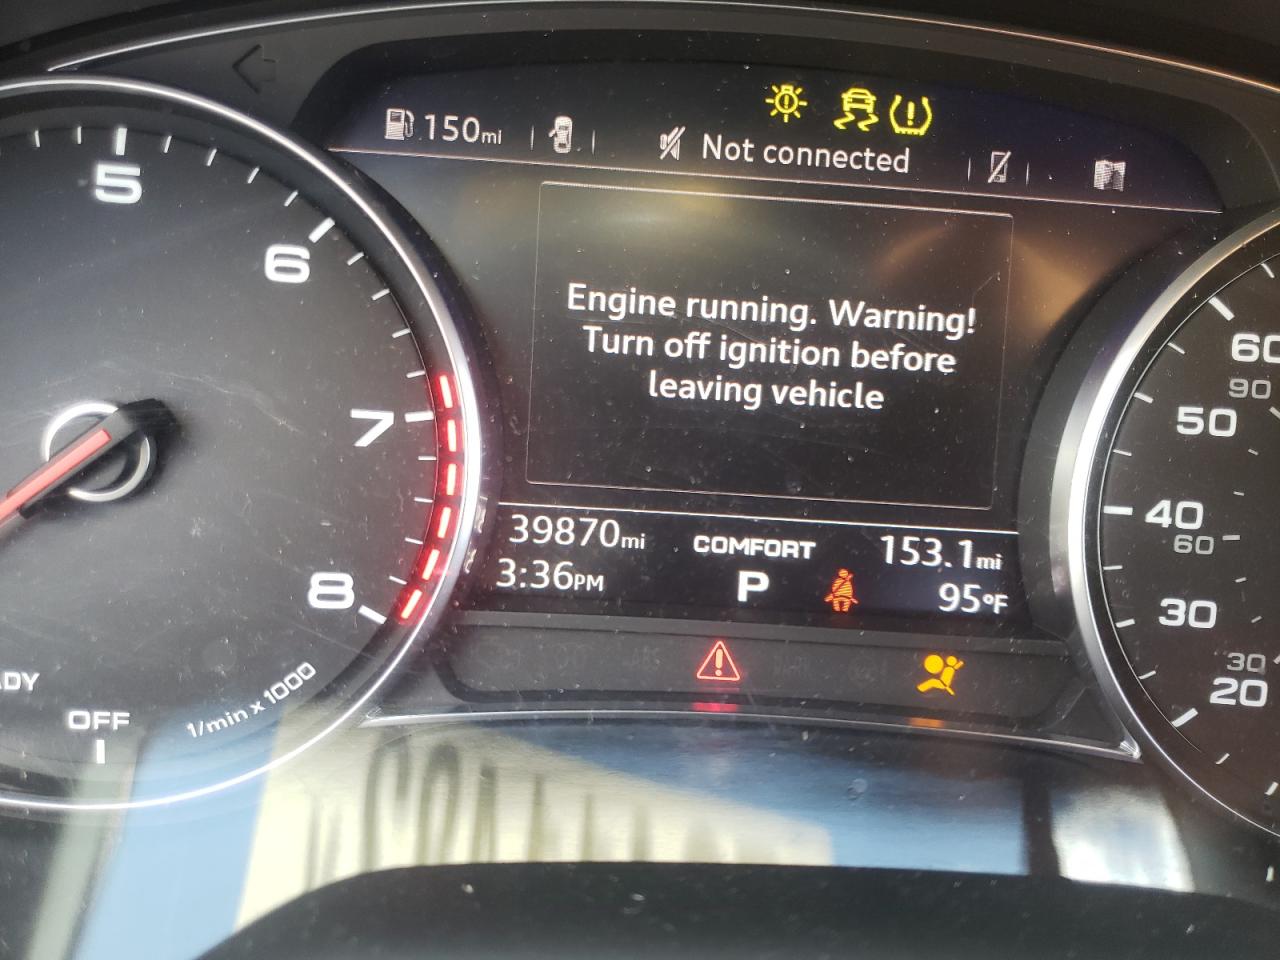 150mi
Not connected
5
6
7
8
Engine running. Warning!
Turn off ignition before
leaving vehicle
39870mi
COMFORT
153.1mi
3:36PM
P
95°F
DY
OFF
1/min x 1000
60
90
50
40
60
30
30
20